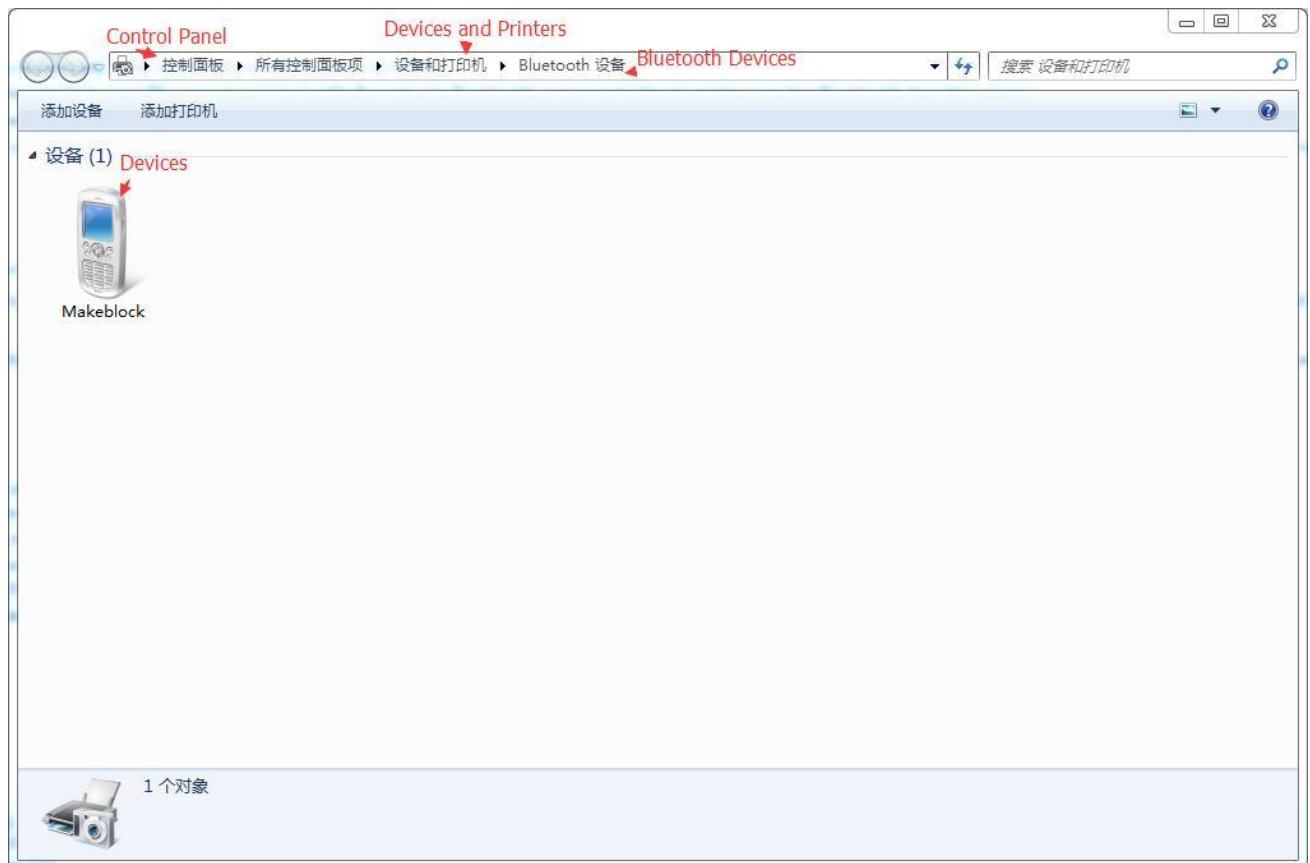 Control Panel
Devices and Printers
控制面板 所有控制面板项 设备和打印机 Bluetooth 设备 Bluetooth Devices 搜索 设备和打印机
添加设备 添加打印机
设备 (1) Devices
Makeblock
1 个对象